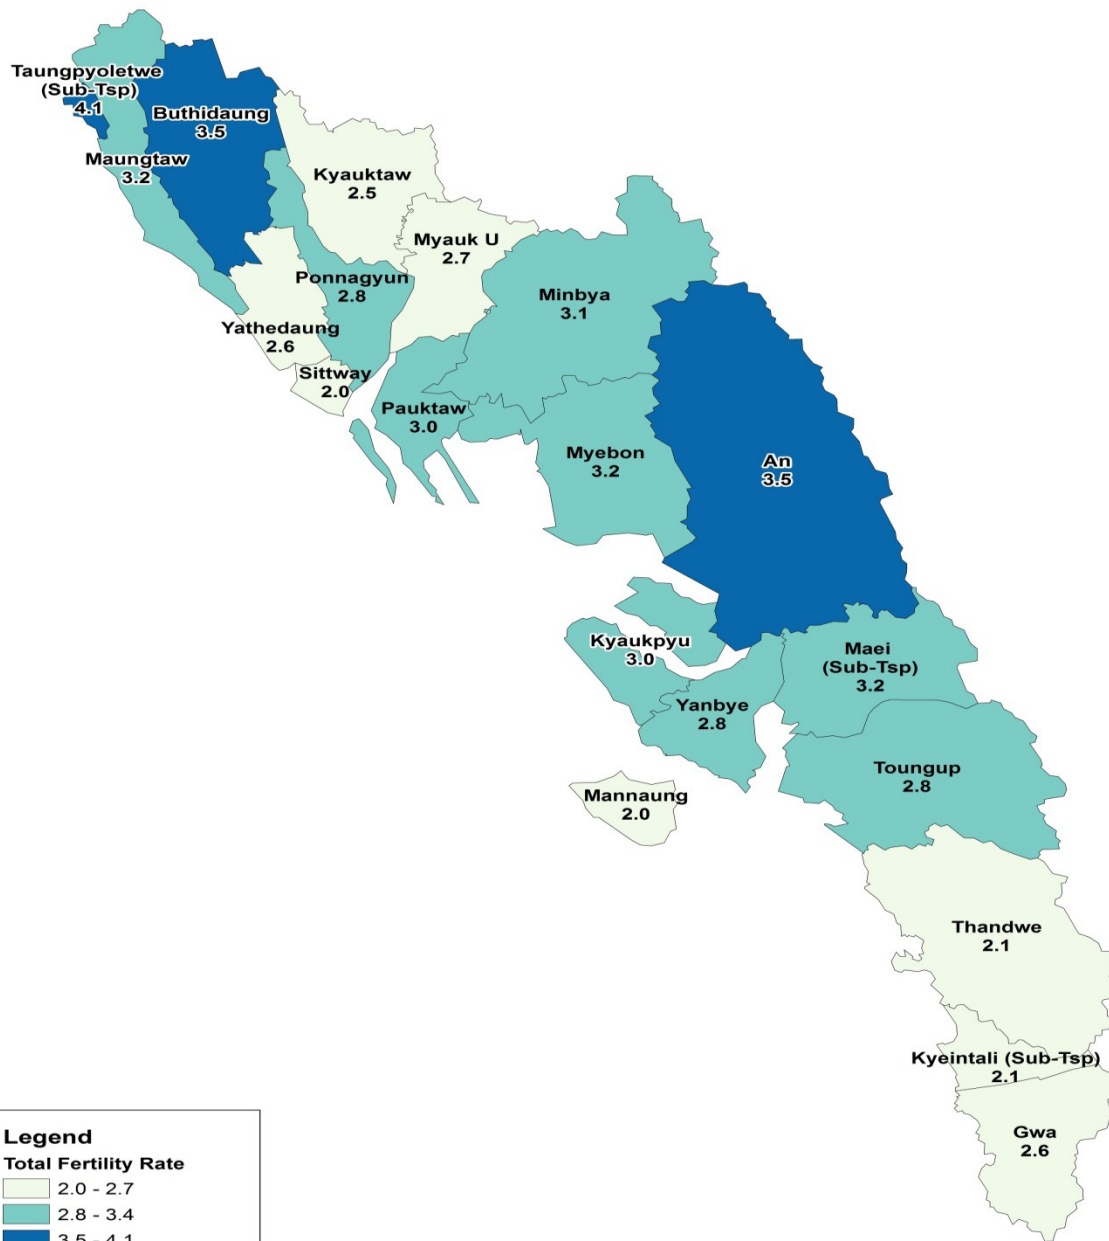 Taungpyoletwe
(Sub-Tsp)
4.1
Buthidaung
3.5
Maungtaw
3.2
Kyauktaw
2.5
Myauk U
2.7
Ponnagyun
2.8
Minbya
3.1
Yathedaung
2.6
Sittway
2.0
Pauktaw
3.0
Myebon
3.2
An
3.5
Kyaukpyu
3.0
Maei
(Sub-Tsp)
3.2
Yanbye
2.8
Toungup
2.8
Mannaung
2.0
Thandwe
2.1
Kyeintali (Sub-Tsp)
2.1
Gwa
2.6
Legend
Total Fertility Rate
2.0 - 2.7
2.8 - 3.4
3.5 - 4.1